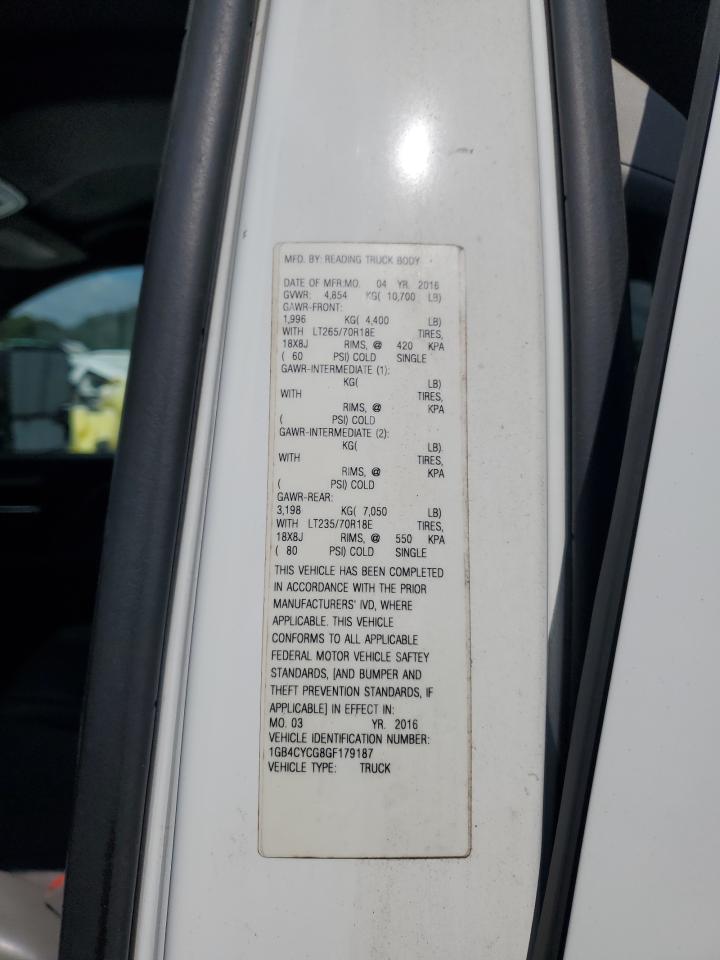 MFD. BY: READING TRUCK BODY
DATE OF MFR:MO. 04 YR. 2016
GVWR: 4,854 KG( 10,700 LB)
GAWR-FRONT:
1,996 KG( 4,400 LB)
WITH LT265/70R18E TIRES,
18X8J RIMS, @ 420 KPA
( 60 PSI) COLD SINGLE
GAWR-INTERMEDIATE (1):
KG( LB)
WITH TIRES,
RIMS, @ KPA
( PSI) COLD
GAWR-INTERMEDIATE (2):
KG( LB)
WITH TIRES,
RIMS, @ KPA
( PSI) COLD
GAWR-REAR:
3,198 KG( 7,050 LB)
WITH LT235/70R18E TIRES,
18X8J RIMS, @ 550 KPA
( 80 PSI) COLD SINGLE
THIS VEHICLE HAS BEEN COMPLETED
IN ACCORDANCE WITH THE PRIOR
MANUFACTURERS' IVD, WHERE
APPLICABLE. THIS VEHICLE
CONFORMS TO ALL APPLICABLE
FEDERAL MOTOR VEHICLE SAFTEY
STANDARDS, [AND BUMPER AND
THEFT PREVENTION STANDARDS, IF
APPLICABLE] IN EFFECT IN:
MO. 03 YR. 2016
VEHICLE IDENTIFICATION NUMBER:
1GB4CYCG8GF179187
VEHICLE TYPE: TRUCK